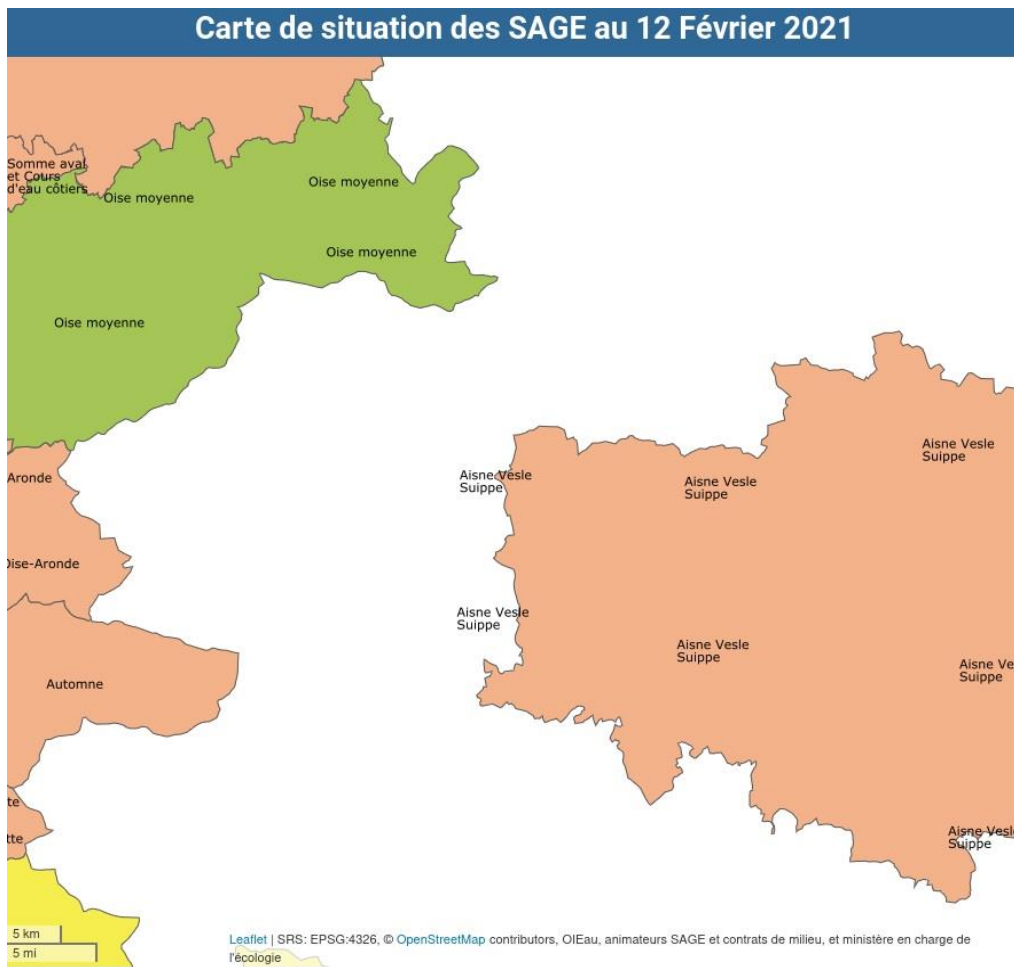 Carte de situation des SAGE au 12 Février 2021
Somme aval
et Cours
d'eau côtiers
Oise moyenne
Oise moyenne
Oise moyenne
Oise moyenne
Aisne Vesle
Suippe
Aronde
Aisne Vesle
Suippe
Aisne Vesle
Suippe
Oise-Aronde
Aisne Vesle
Suippe
Aisne Vesle
Suippe
Aisne Ve
Suippe
Automne
te
tte
Aisne Vesle
Suippe
5 km
5 mi
Leaflet | SRS: EPSG:4326, © OpenStreetMap contributors, OIEau, animateurs SAGE et contrats de milieu, et ministère en charge de
l'écologie